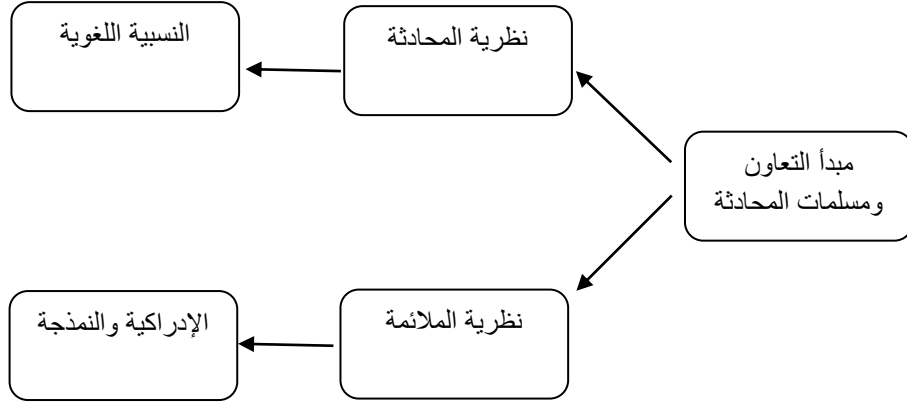 نظرية المحادثة
النسبية اللغوية
مبدأ التعاون
ومسلمات المحادثة
نظرية الملائمة
الإدراكية والنمذجة